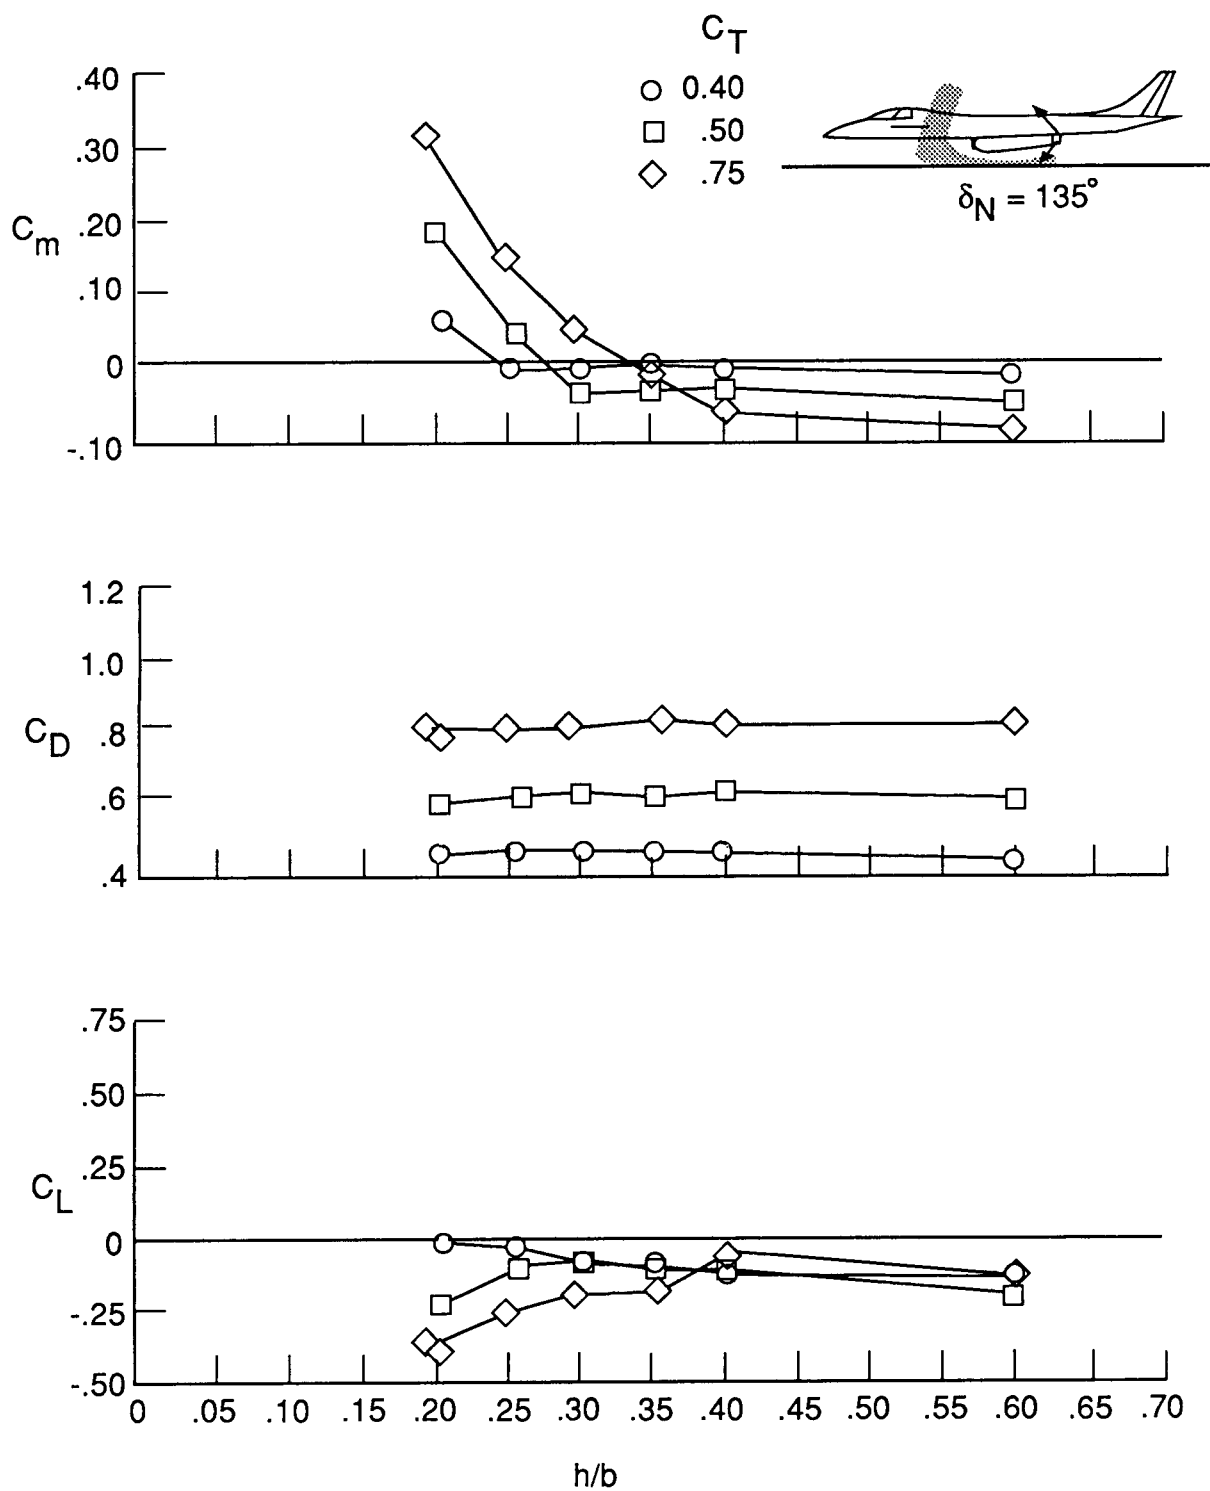 C_T
0.40
.50
.75
δ_N = 135°
C_m
.40
.30
.20
.10
0
-.10
C_D
1.2
1.0
.8
.6
.4
C_L
.75
.50
.25
0
-.25
-.50
0 .05 .10 .15 .20 .25 .30 .35 .40 .45 .50 .55 .60 .65 .70
h/b